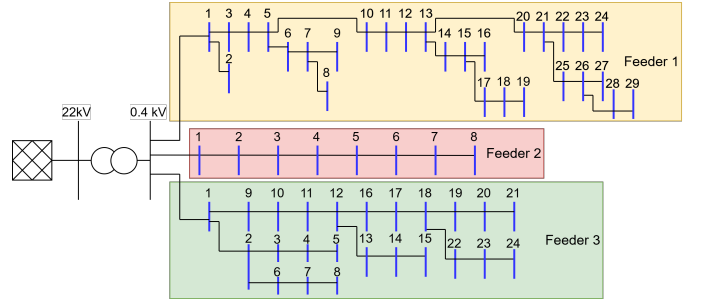 1 3 4 5 10 11 12 13 20 21 22 23 24
6 7 9 14 15 16
2 8 25 26 27 Feeder 1
17 18 19 28 29
22kV 0.4 kV
1 2 3 4 5 6 7 8 Feeder 2
1 9 10 11 12 16 17 18 19 20 21
2 3 4 5 13 14 15 22 23 24 Feeder 3
6 7 8